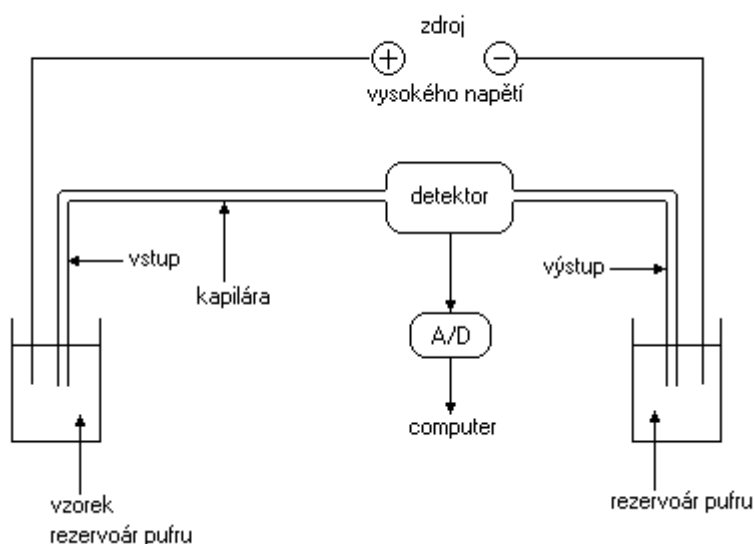 zdroj
+ −
vysokého napětí
detektor
vstup
výstup
kapilára
A/D
computer
vzorek
rezervoár pufru
rezervoár pufru